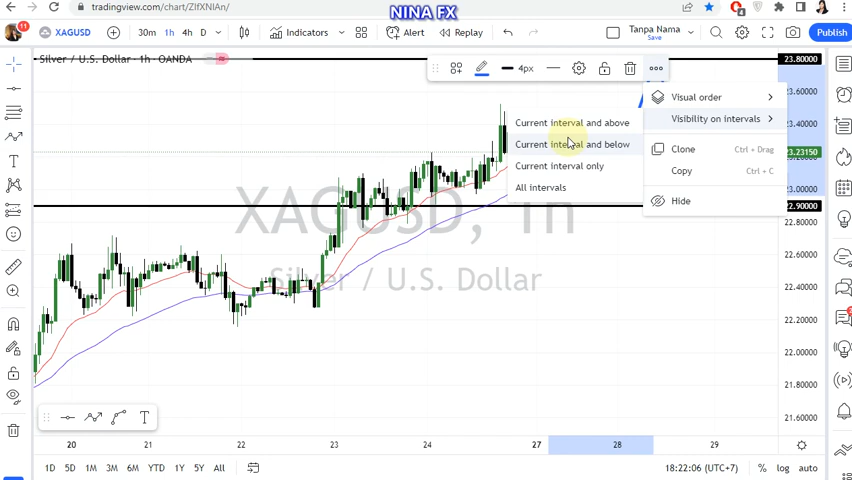 NINA FX
tradingview.com/chart/ZlfXNIAn/
11
XAGUSD
30m
1h
4h
D
Indicators
Alert
Replay
Tanpa Nama
Save
Publish
Silver / U.S. Dollar · 1h · OANDA
4px
Visual order
Visibility on intervals
Clone
Ctrl + Drag
Copy
Ctrl + C
Hide
Current interval and above
Current interval and below
Current interval only
All intervals
XAGUSD, 1h
Silver / U.S. Dollar
23.80000
23.60000
23.40000
23.23150
23.00000
22.90000
22.80000
22.60000
22.40000
22.20000
22.00000
21.80000
21.60000
20
21
22
23
24
27
28
29
1D
5D
1M
3M
6M
YTD
1Y
5Y
All
18:22:06 (UTC+7)
%
log
auto